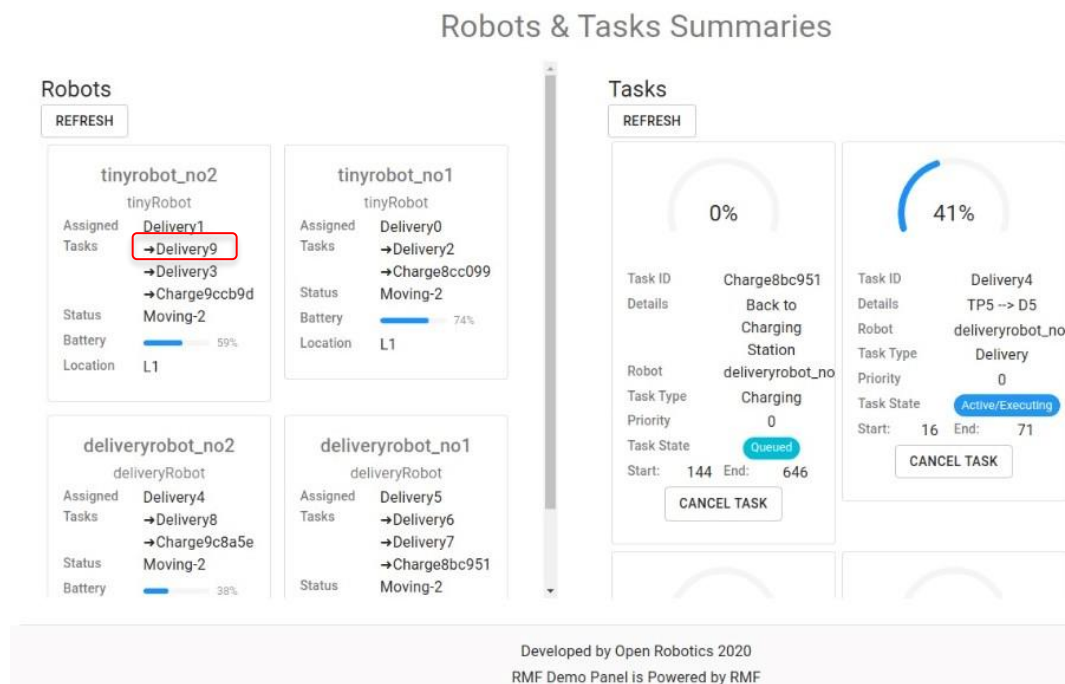 Robots & Tasks Summaries
Robots
REFRESH
tinyrobot_no2
tinyRobot
Assigned Tasks
Delivery1
→Delivery9
→Delivery3
→Charge9ccb9d
Status Moving-2
Battery 59%
Location L1
tinyrobot_no1
tinyRobot
Assigned Tasks
Delivery0
→Delivery2
→Charge8cc099
Status Moving-2
Battery 74%
Location L1
deliveryrobot_no2
deliveryRobot
Assigned Tasks
Delivery4
→Delivery8
→Charge9c8a5e
Status Moving-2
Battery 38%
deliveryrobot_no1
deliveryRobot
Assigned Tasks
Delivery5
→Delivery6
→Delivery7
→Charge8bc951
Status Moving-2
Tasks
REFRESH
0%
Task ID Charge8bc951
Details Back to
Charging
Station
Robot deliveryrobot_no
Task Type Charging
Priority 0
Task State Queued
Start: 144 End: 646
CANCEL TASK
41%
Task ID Delivery4
Details TP5 --> D5
Robot deliveryrobot_no
Task Type Delivery
Priority 0
Task State Active/Executing
Start: 16 End: 71
CANCEL TASK
Developed by Open Robotics 2020
RMF Demo Panel is Powered by RMF